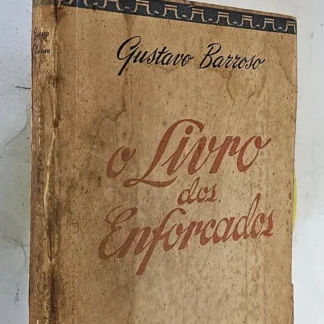 Gustavo Barroso
O Livro
dos
Enforcados